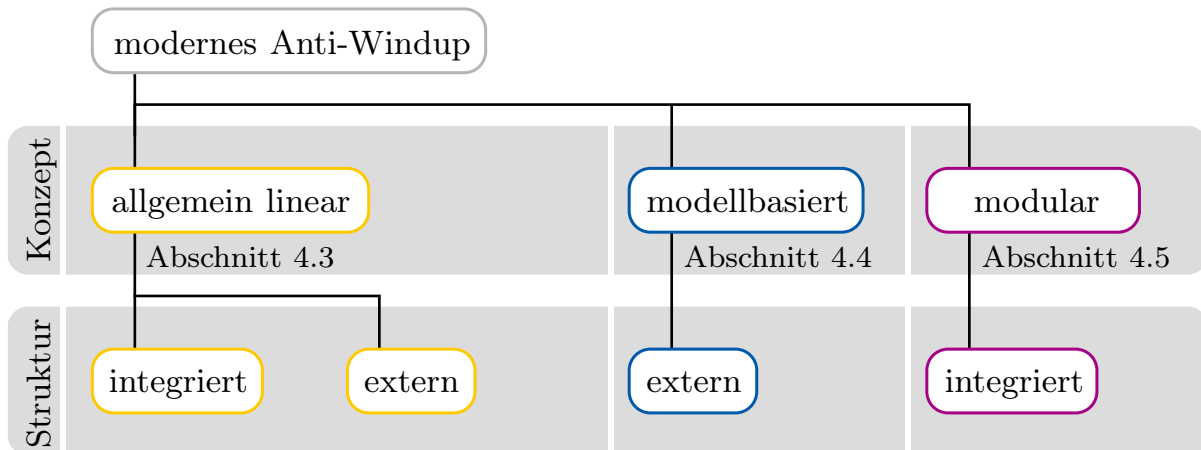 modernes Anti-Windup
Konzept
allgemein linear
modellbasiert
modular
Abschnitt 4.3
Abschnitt 4.4
Abschnitt 4.5
Struktur
integriert
extern
extern
integriert